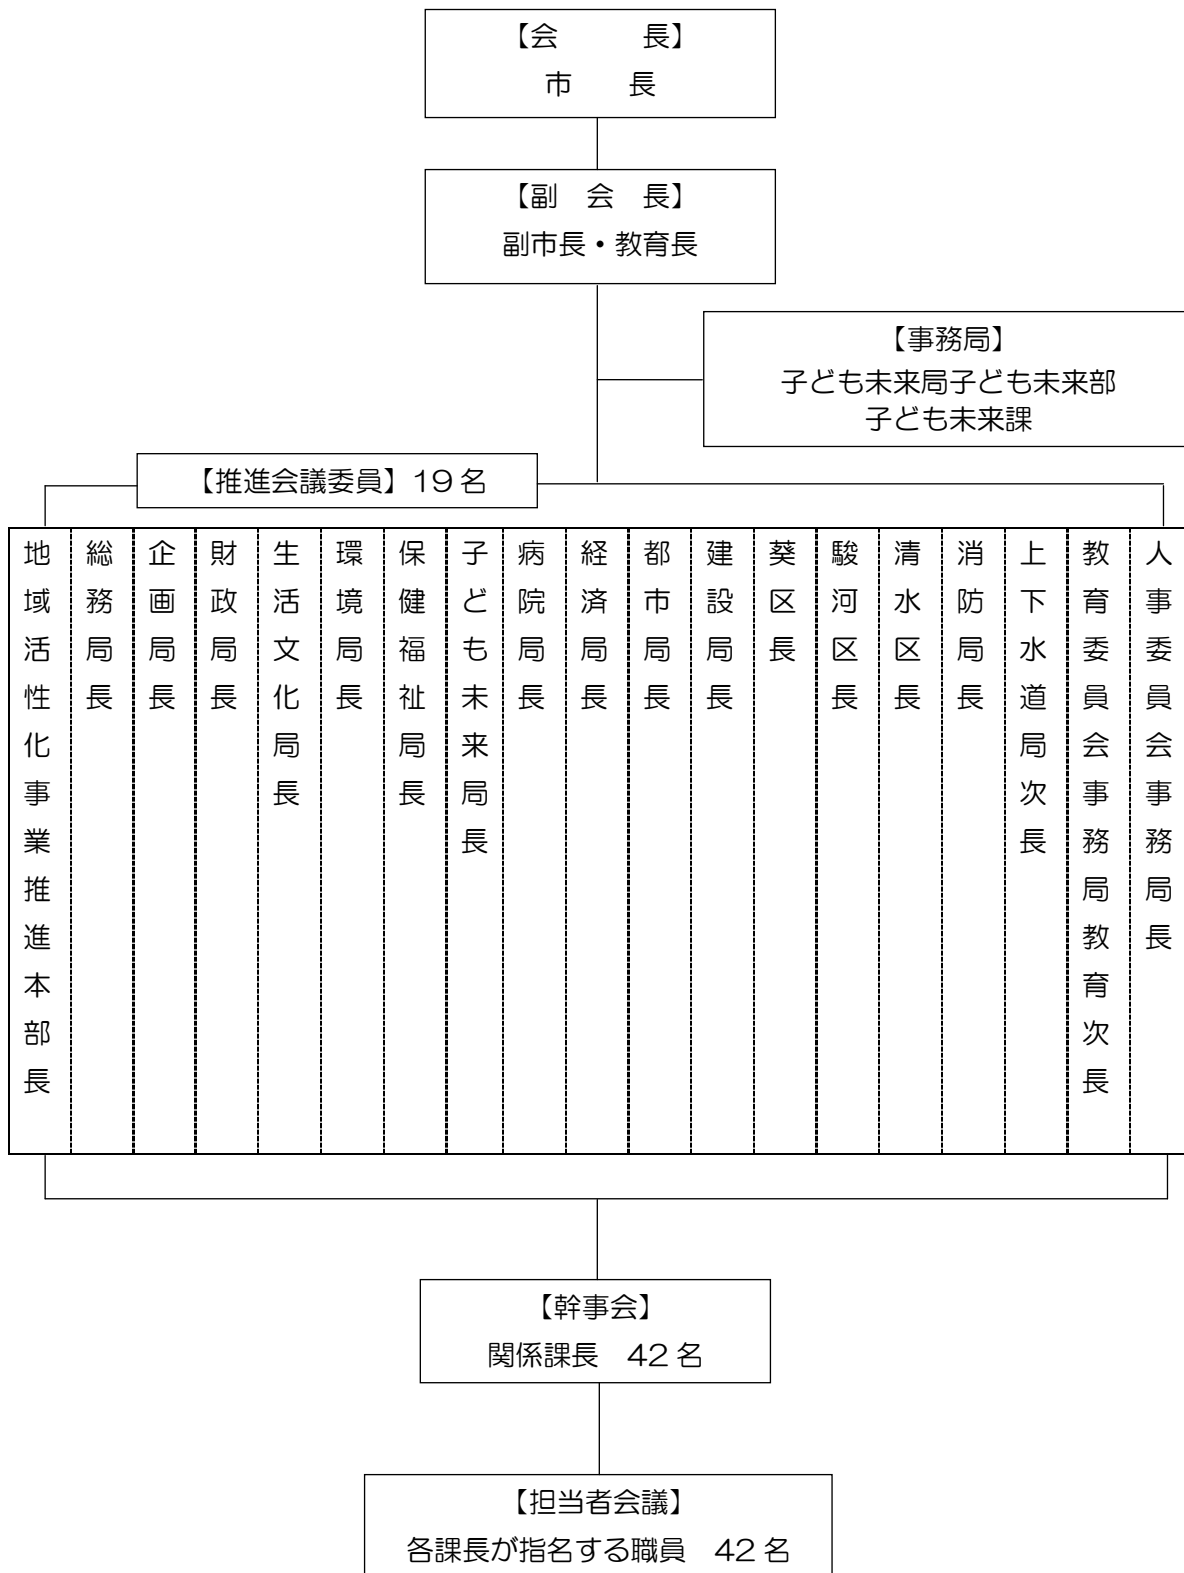 【会　　　長】
市　　長
【副　会　長】
副市長・教育長
【事務局】
子ども未来局子ども未来部
子ども未来課
【推進会議委員】19名
地域活性化事業推進本部長
総務局長
企画局長
財政局長
生活文化局長
環境局長
保健福祉局長
子ども未来局長
病院局長
経済局長
都市局長
建設局長
葵区長
駿河区長
清水区長
消防局長
上下水道局次長
教育委員会事務局教育次長
人事委員会事務局長
【幹事会】
関係課長　42名
【担当者会議】
各課長が指名する職員　42名